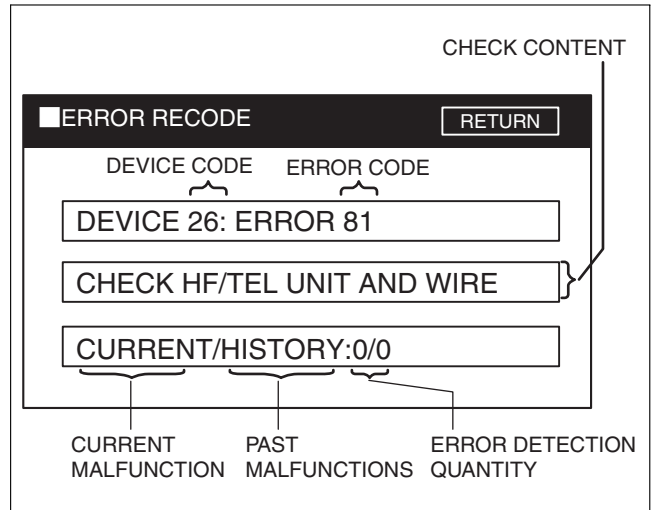 CHECK CONTENT
ERROR RECODE
RETURN
DEVICE CODE
ERROR CODE
DEVICE 26: ERROR 81
CHECK HF/TEL UNIT AND WIRE
CURRENT/HISTORY:0/0
CURRENT
MALFUNCTION
PAST
MALFUNCTIONS
ERROR DETECTION
QUANTITY